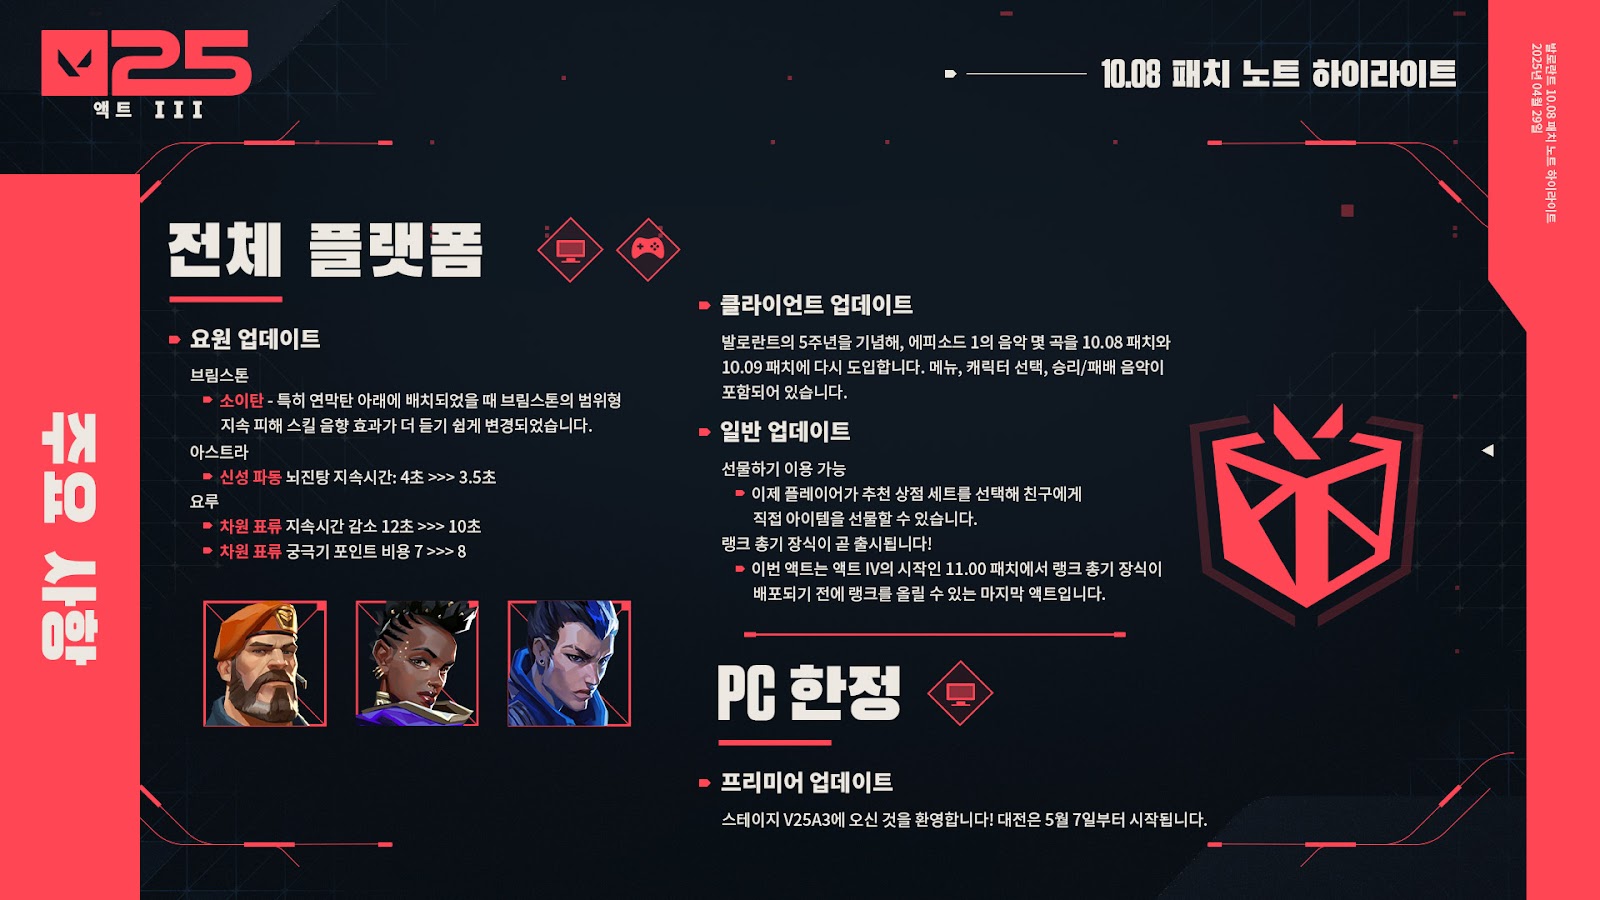 V25
액트 III
10.08 패치 노트 하이라이트
발로란트 10.08 패치 노트 하이라이트
2025년 04월 29일
주요 사항
전체 플랫폼
요원 업데이트
브림스톤
소이탄 - 특히 연막탄 아래에 배치되었을 때 브림스톤의 범위형
지속 피해 스킬 음향 효과가 더 듣기 쉽게 변경되었습니다.
아스트라
신성 파동 뇌진탕 지속시간: 4초 >>> 3.5초
요루
차원 표류 지속시간 감소 12초 >>> 10초
차원 표류 궁극기 포인트 비용 7 >>> 8
클라이언트 업데이트
발로란트의 5주년을 기념해, 에피소드 1의 음악 몇 곡을 10.08 패치와
10.09 패치에 다시 도입합니다. 메뉴, 캐릭터 선택, 승리/패배 음악이
포함되어 있습니다.
일반 업데이트
선물하기 이용 가능
이제 플레이어가 추천 상점 세트를 선택해 친구에게
직접 아이템을 선물할 수 있습니다.
랭크 총기 장식이 곧 출시됩니다!
이번 액트는 액트 IV의 시작인 11.00 패치에서 랭크 총기 장식이
배포되기 전에 랭크를 올릴 수 있는 마지막 액트입니다.
PC 한정
프리미어 업데이트
스테이지 V25A3에 오신 것을 환영합니다! 대전은 5월 7일부터 시작됩니다.